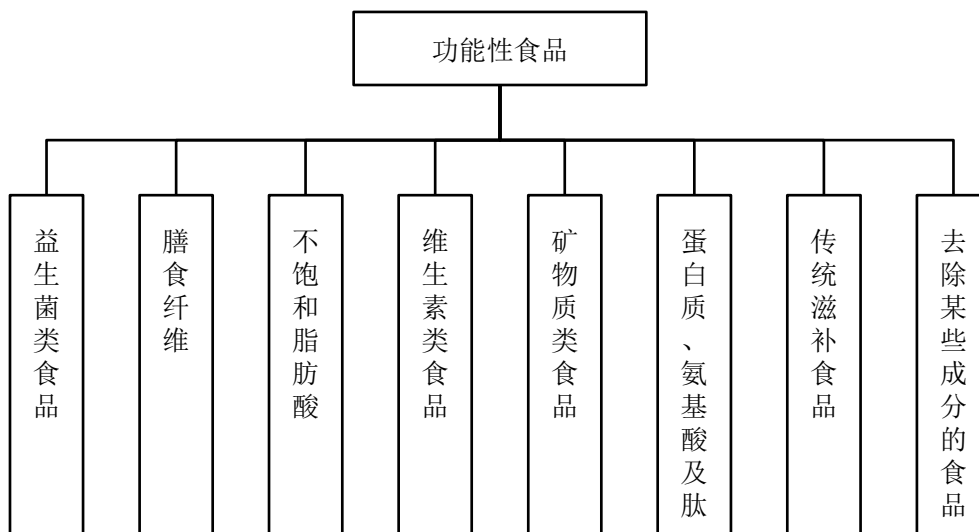 功能性食品
益生菌类食品
膳食纤维
不饱和脂肪酸
维生素类食品
矿物质类食品
蛋白质、氨基酸及肽
传统滋补食品
去除某些成分的食品